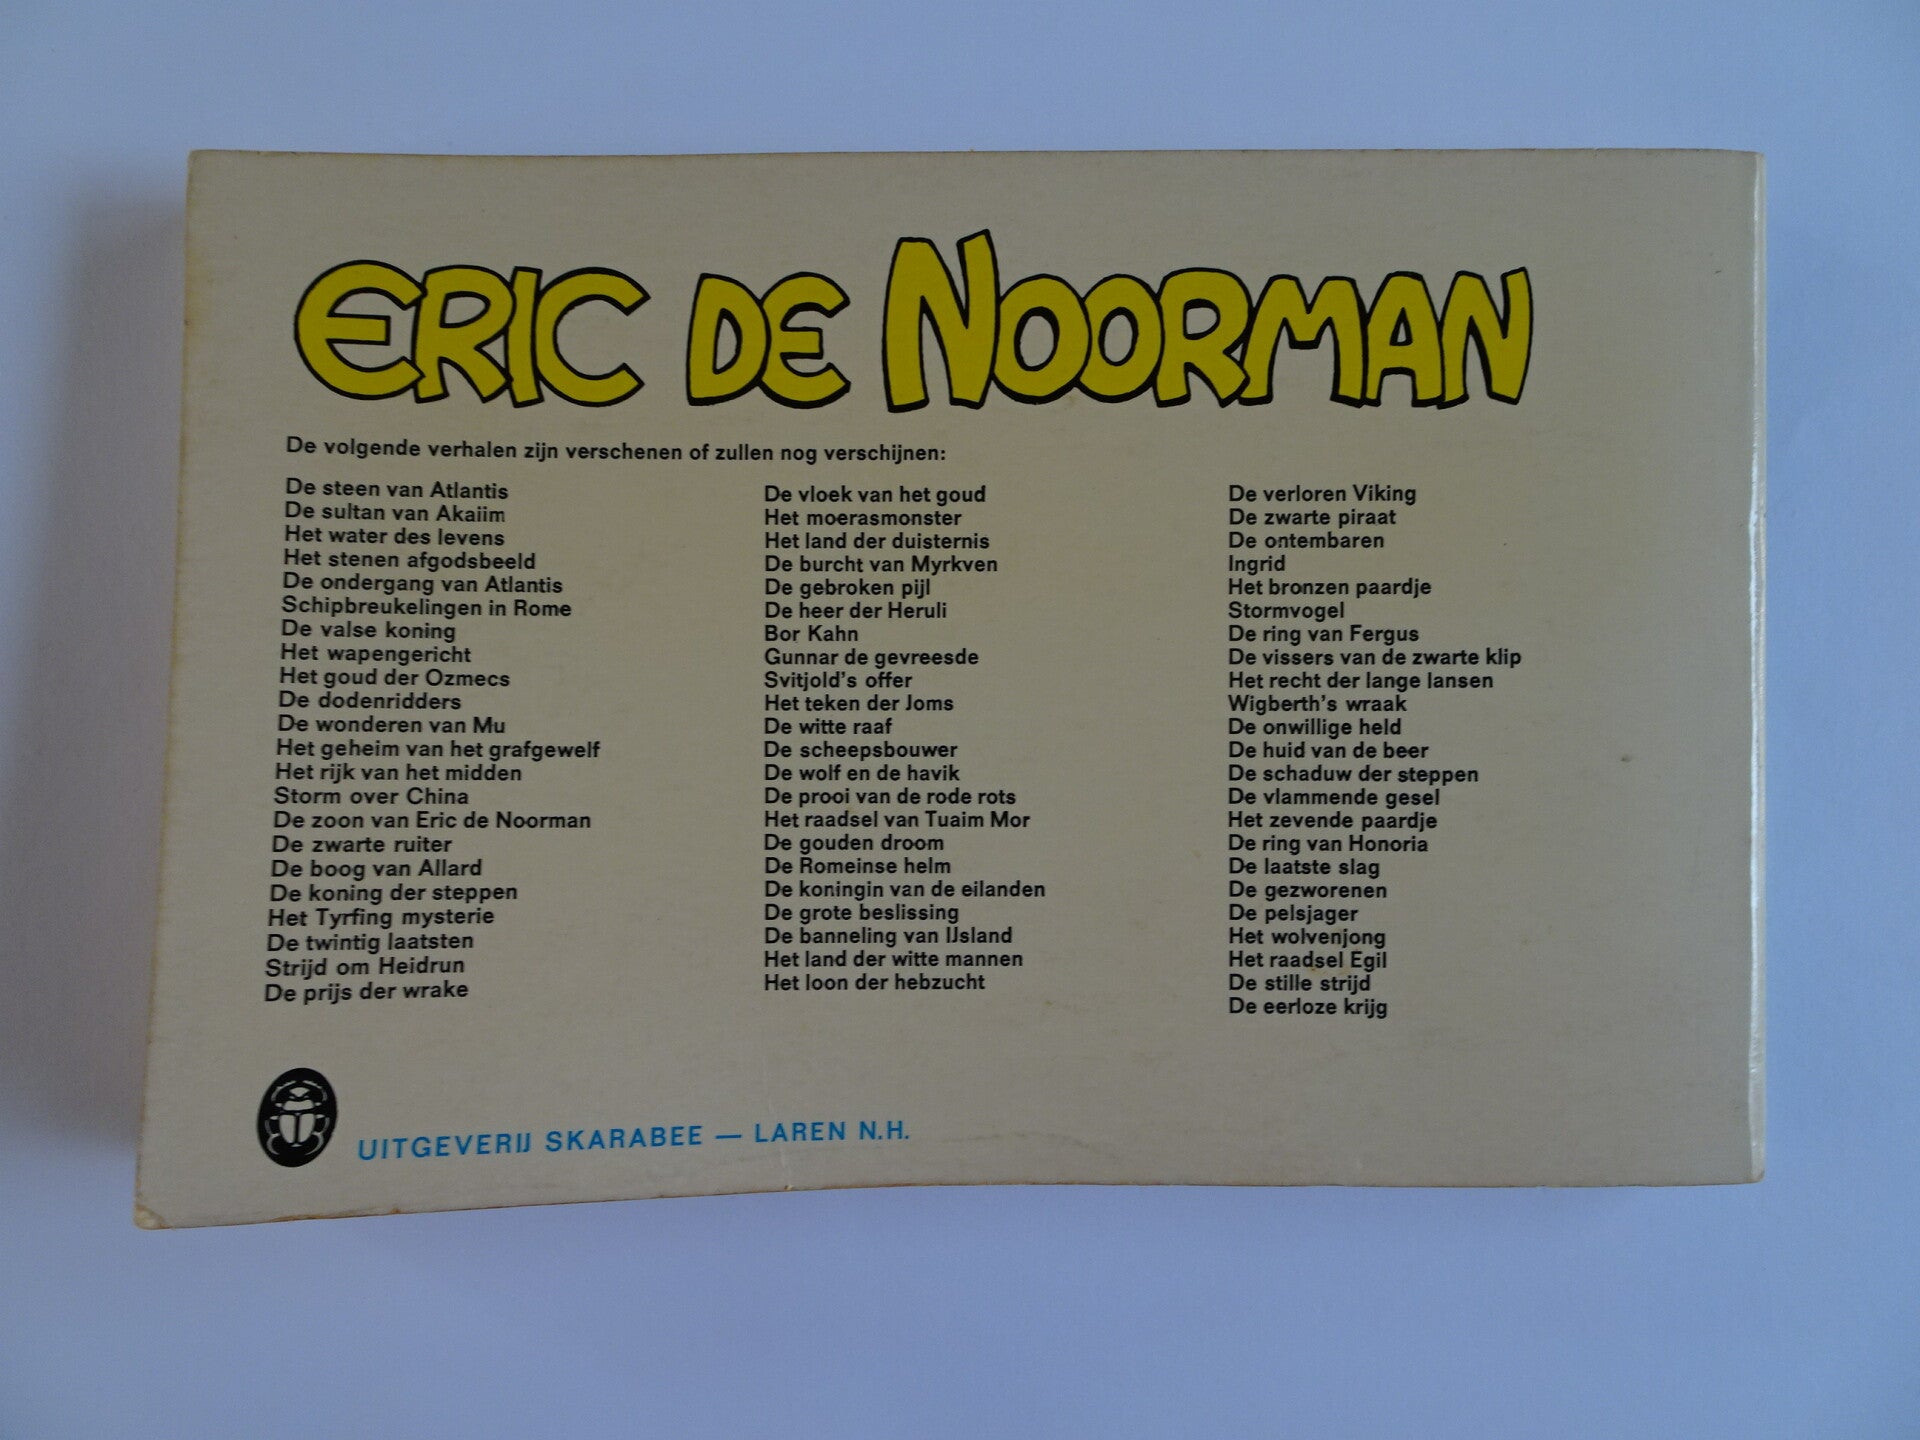 ERIC DE NOORMAN
De volgende verhalen zijn verschenen of zullen nog verschijnen:
De steen van Atlantis
De sultan van Akaiim
Het water des levens
Het stenen afgodsbeeld
De ondergang van Atlantis
Schipbreukelingen in Rome
De valse koning
Het wapengericht
Het goud der Ozmecs
De dodenridders
De wonderen van Mu
Het geheim van het grafgewelf
Het rijk van het midden
Storm over China
De zoon van Eric de Noorman
De zwarte ruiter
De boog van Allard
De koning der steppen
Het Tyrfing mysterie
De twintig laatsten
Strijd om Heidrun
De prijs der wrake
De vloek van het goud
Het moerasmonster
Het land der duisternis
De burcht van Myrkven
De gebroken pijl
De heer der Heruli
Bor Kahn
Gunnar de gevreesde
Svitjold's offer
Het teken der Joms
De witte raaf
De scheepsbouwer
De wolf en de havik
De prooi van de rode rots
Het raadsel van Tuaim Mor
De gouden droom
De Romeinse helm
De koningin van de eilanden
De grote beslissing
De banneling van IJsland
Het land der witte mannen
Het loon der hebzucht
De verloren Viking
De zwarte piraat
De ontembaren
Ingrid
Het bronzen paardje
Stormvogel
De ring van Fergus
De vissers van de zwarte klip
Het recht der lange lansen
Wigberth's wraak
De onwillige held
De huid van de beer
De schaduw der steppen
De vlammende gesel
Het zevende paardje
De ring van Honoria
De laatste slag
De gezworenen
De pelsjager
Het wolvenjong
Het raadsel Egil
De stille strijd
De eerloze krijg
UITGEVERIJ SKARABEE — LAREN N.H.